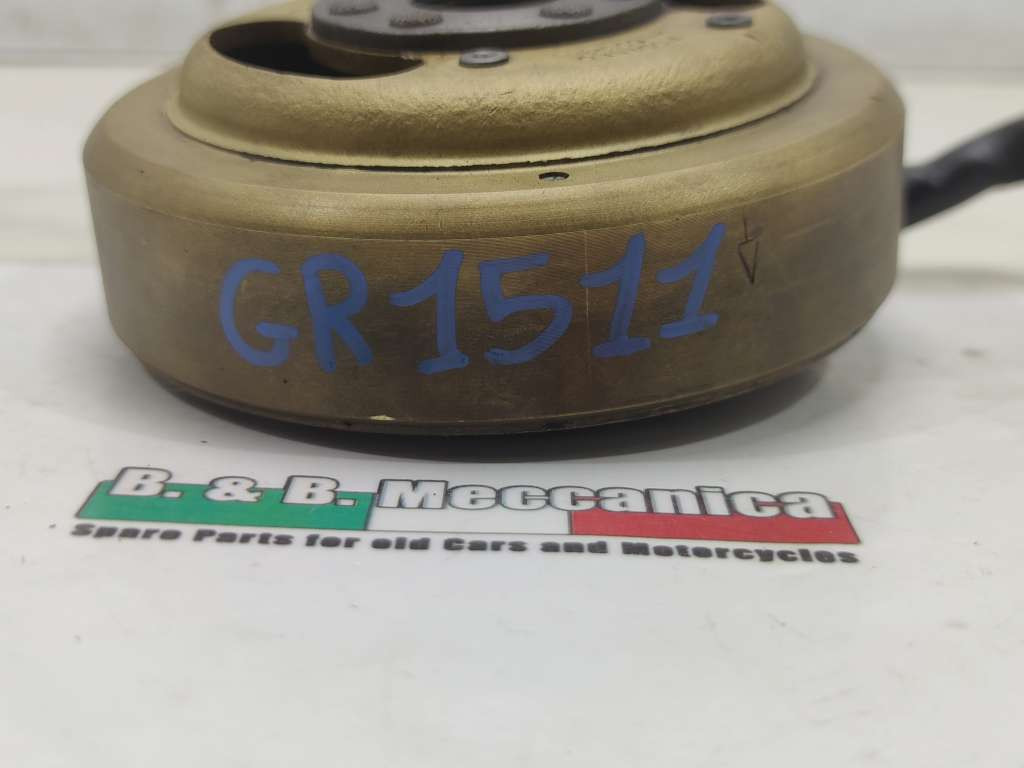 GR1511
B. & B. Meccanica
Spare Parts for old Cars and Motorcycles